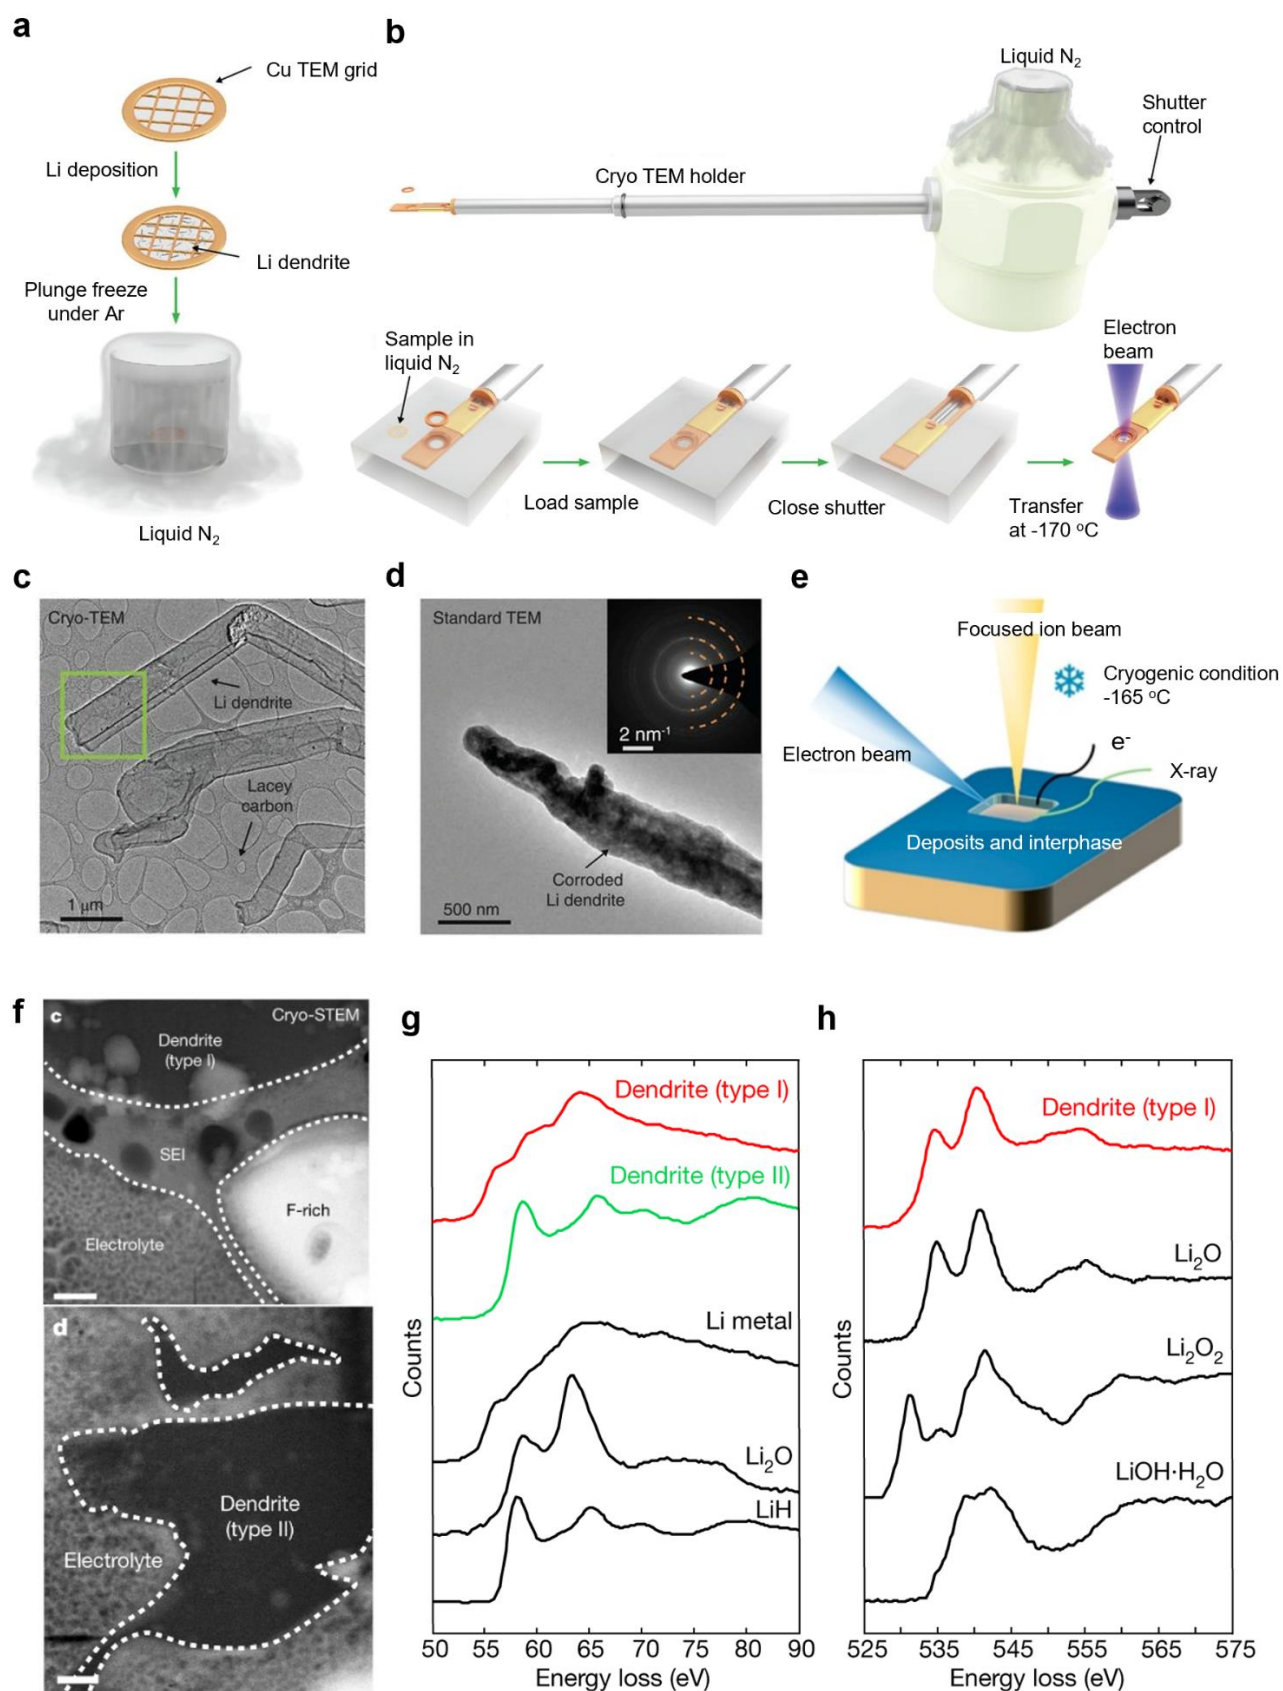 a
Cu TEM grid
Li deposition
Li dendrite
Plunge freeze
under Ar
Liquid N₂
b
Liquid N₂
Shutter
control
Cryo TEM holder
Sample in
liquid N₂
Electron
beam
Load sample
Close shutter
Transfer
at -170 °C
c
Cryo-TEM
Li dendrite
Lacey
carbon
1 μm
d
Standard TEM
2 nm⁻¹
Corroded
Li dendrite
500 nm
e
Focused ion beam
Cryogenic condition
-165 °C
Electron beam
e⁻
X-ray
Deposits and interphase
f
c
Cryo-STEM
Dendrite
(type I)
SEI
F-rich
Electrolyte
d
Dendrite
(type II)
Electrolyte
g
Dendrite (type I)
Dendrite (type II)
Li metal
Li₂O
LiH
Counts
50 55 60 65 70 75 80 85 90
Energy loss (eV)
h
Dendrite (type I)
Li₂O
Li₂O₂
LiOH·H₂O
Counts
525 535 545 555 565 575
Energy loss (eV)